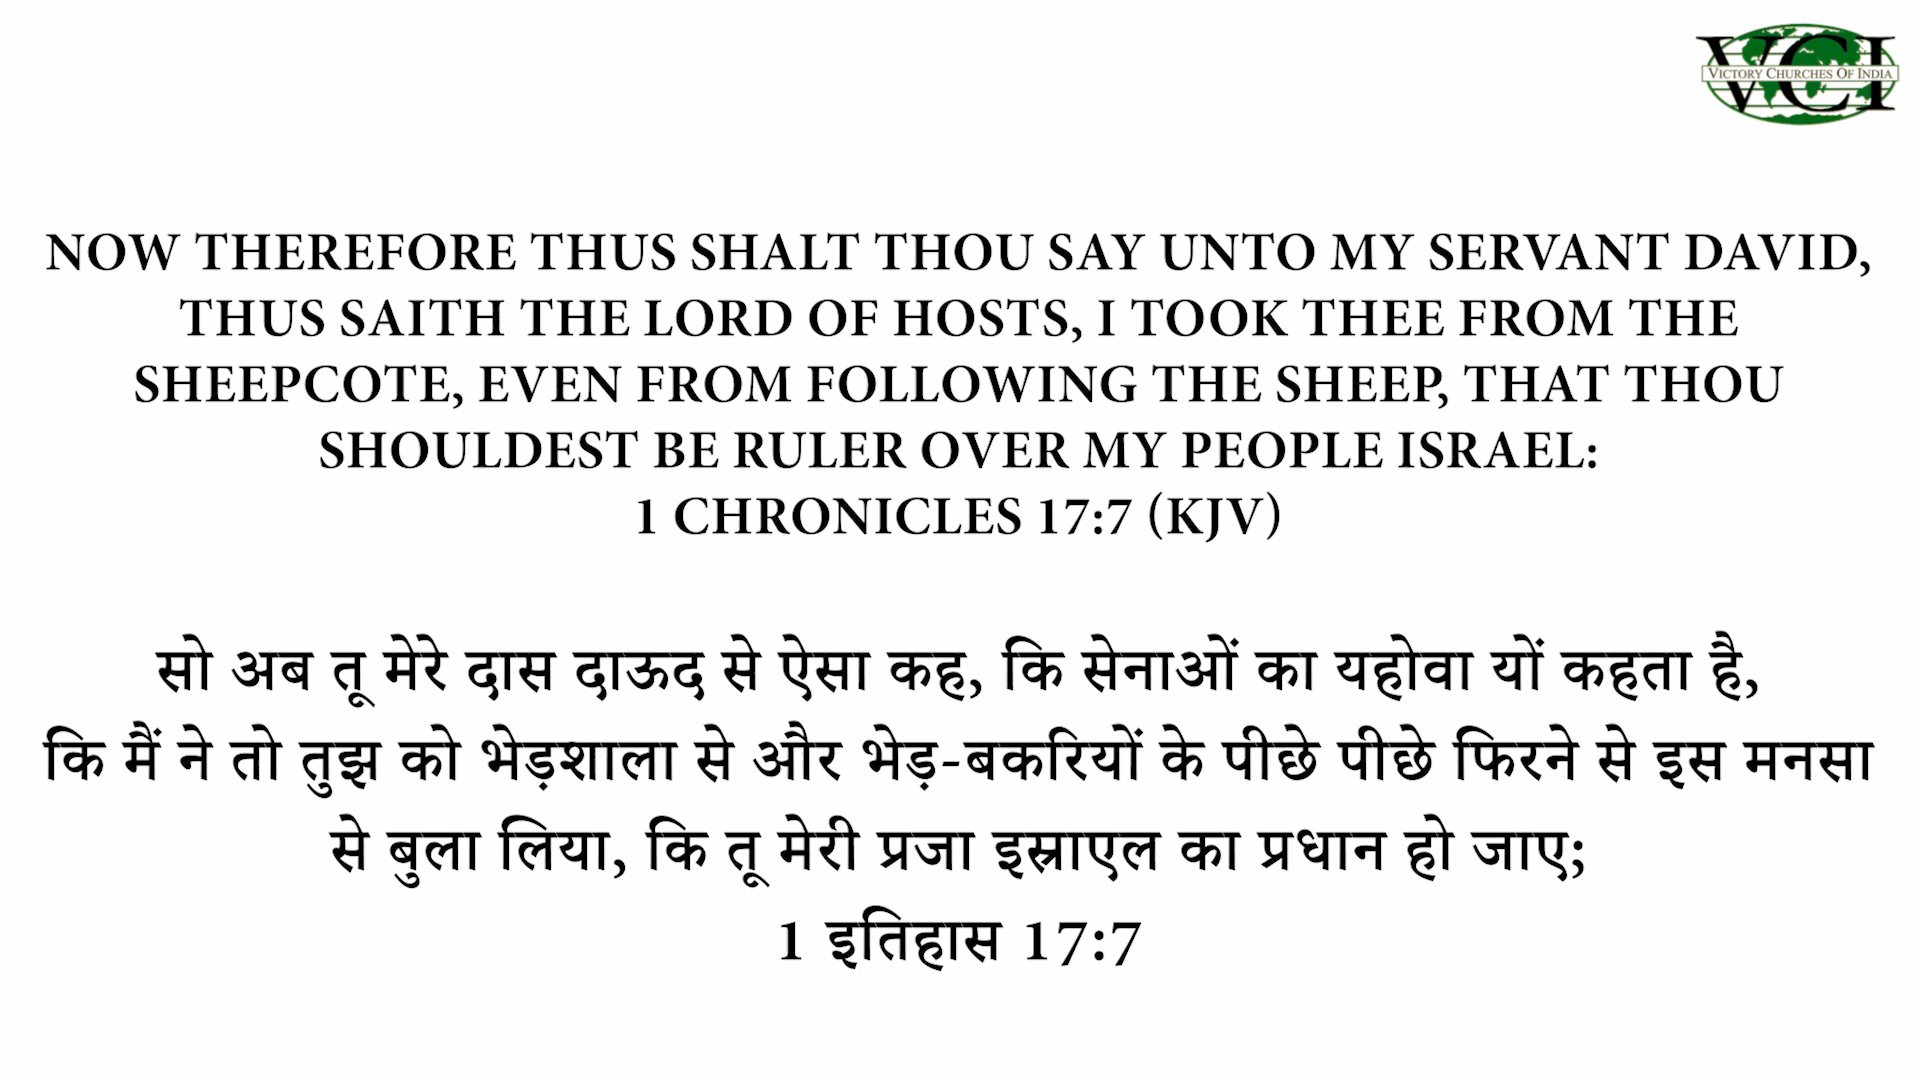 VCI
VICTORY CHURCHES OF INDIA
NOW THEREFORE THUS SHALT THOU SAY UNTO MY SERVANT DAVID,
THUS SAITH THE LORD OF HOSTS, I TOOK THEE FROM THE
SHEEPCOTE, EVEN FROM FOLLOWING THE SHEEP, THAT THOU
SHOULDEST BE RULER OVER MY PEOPLE ISRAEL:
1 CHRONICLES 17:7 (KJV)
सो अब तू मेरे दास दाऊद से ऐसा कह, कि सेनाओं का यहोवा यों कहता है,
कि मैं ने तो तुझ को भेड़शाला से और भेड़-बकरियों के पीछे पीछे फिरने से इस मनसा
से बुला लिया, कि तू मेरी प्रजा इस्राएल का प्रधान हो जाए;
1 इतिहास 17:7